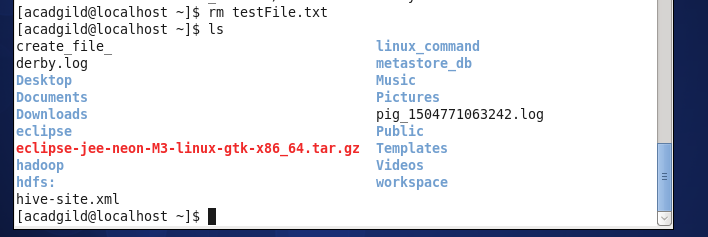 [acadgild@localhost ~]$ rm testFile.txt
[acadgild@localhost ~]$ ls
create_file_ linux_command
derby.log metastore_db
Desktop Music
Documents Pictures
Downloads pig_1504771063242.log
eclipse Public
eclipse-jee-neon-M3-linux-gtk-x86_64.tar.gz Templates
hadoop Videos
hdfs: workspace
hive-site.xml
[acadgild@localhost ~]$